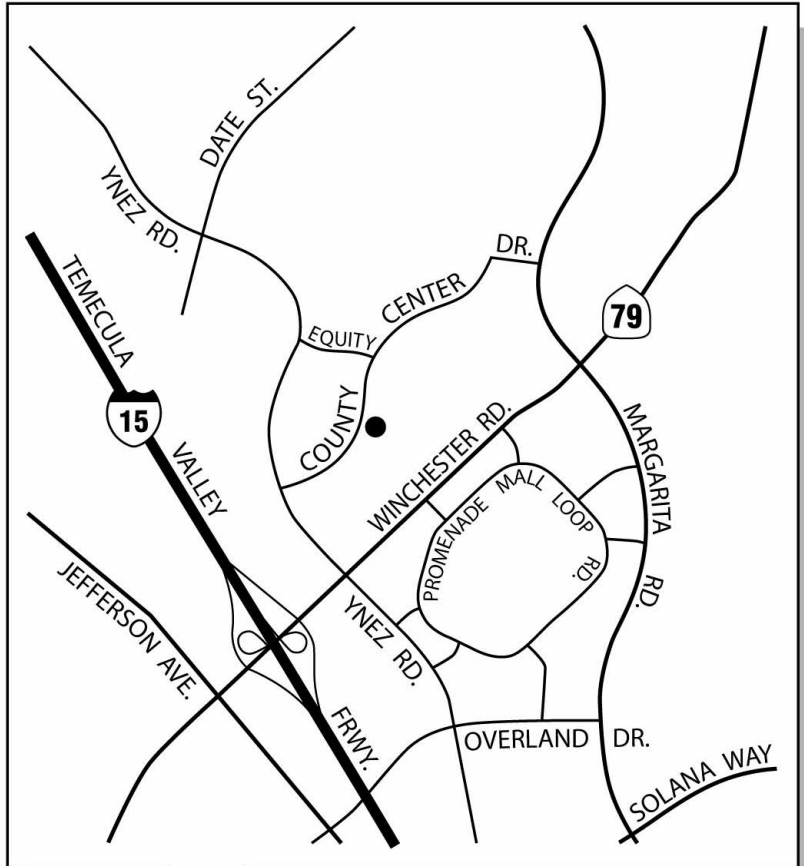 DATE ST.
YNEZ RD.
DR.
CENTER
TEMECULA
79
EQUITY
15
COUNTY
WINCHESTER RD.
MARGARITA RD.
VALLEY
PROMENADE MALL LOOP RD.
JEFFERSON AVE.
YNEZ RD.
FRWY.
OVERLAND DR.
SOLANA WAY